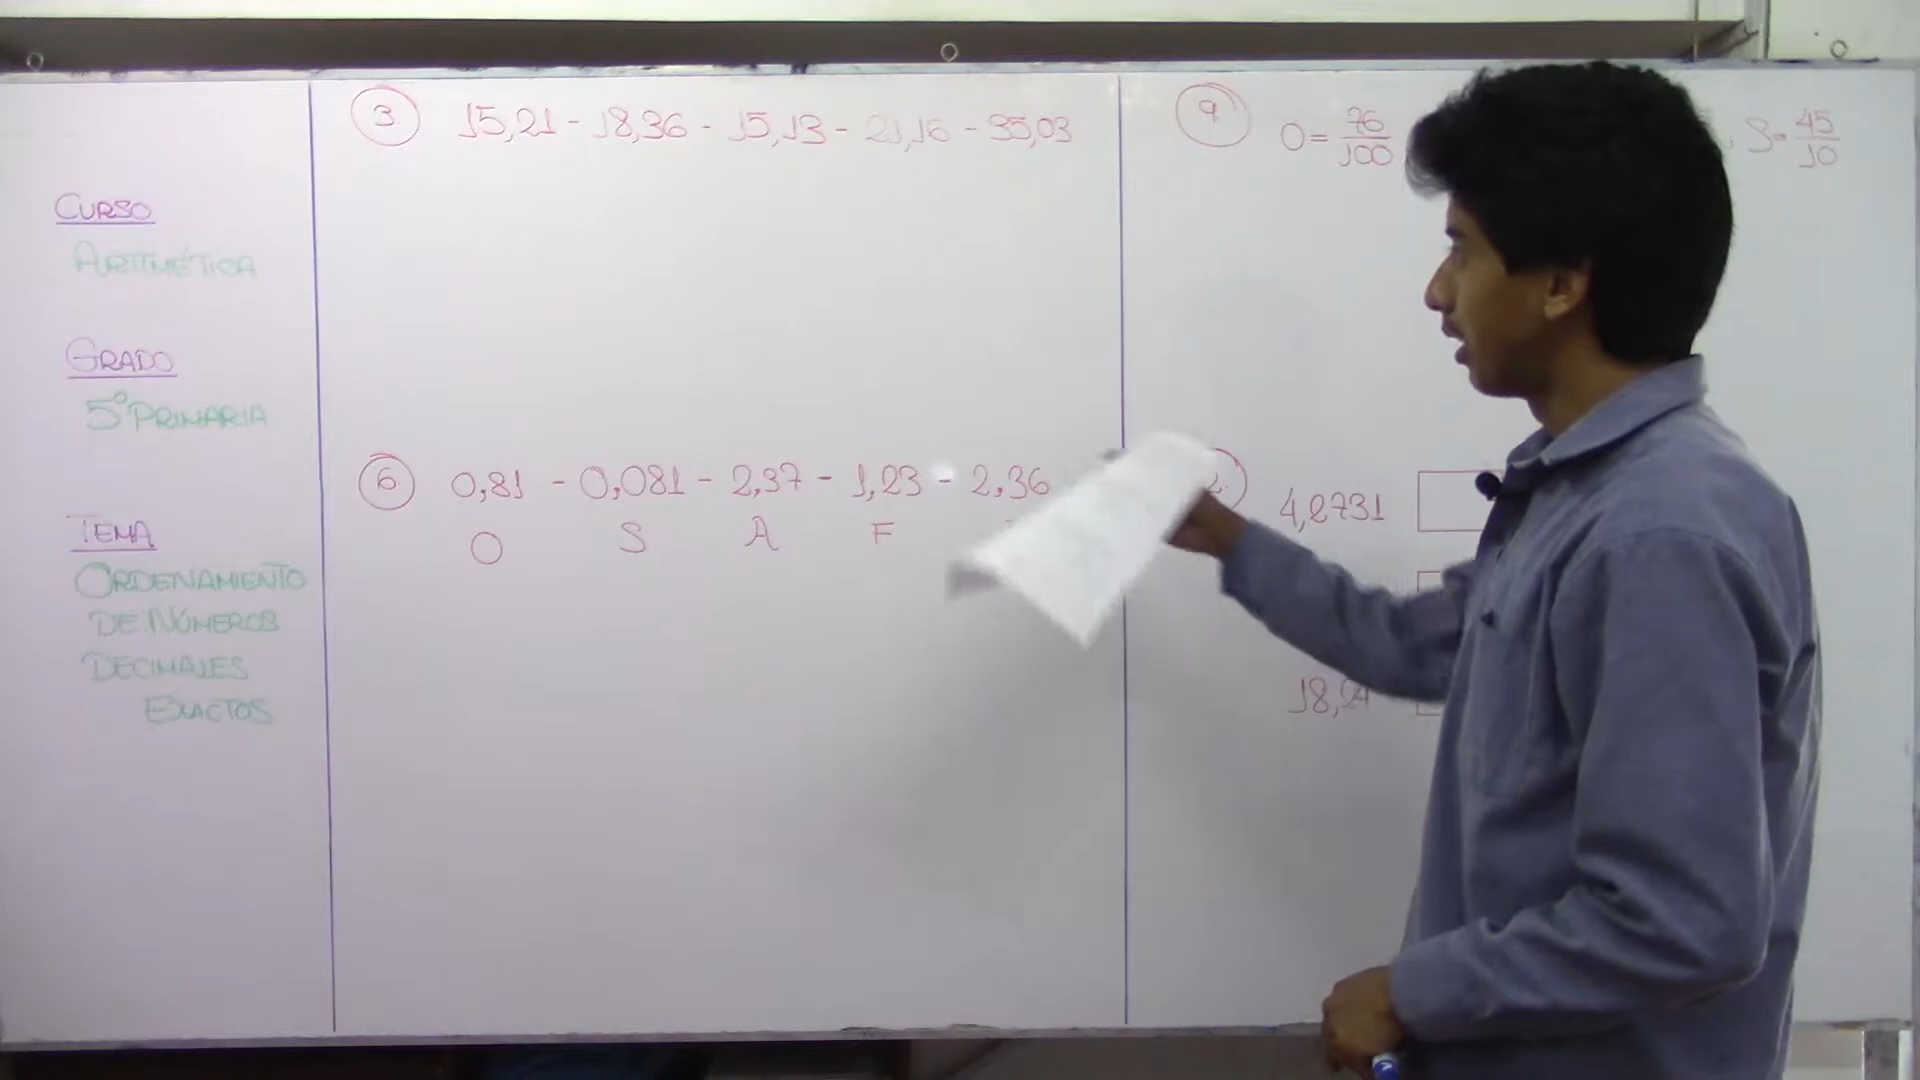 CURSO
ARITMÉTICA
GRADO
5° PRIMARIA
TEMA
ORDENAMIENTO
DE NÚMEROS
DECIMALES
EXACTOS
3 15,21 - 18,36 - 15,13 - 21,16 - 35,03
6 0,81 - 0,081 - 2,37 - 1,23 - 2,36
O S A F
9 O = 76/100 S = 45/10
4,2731
18,24